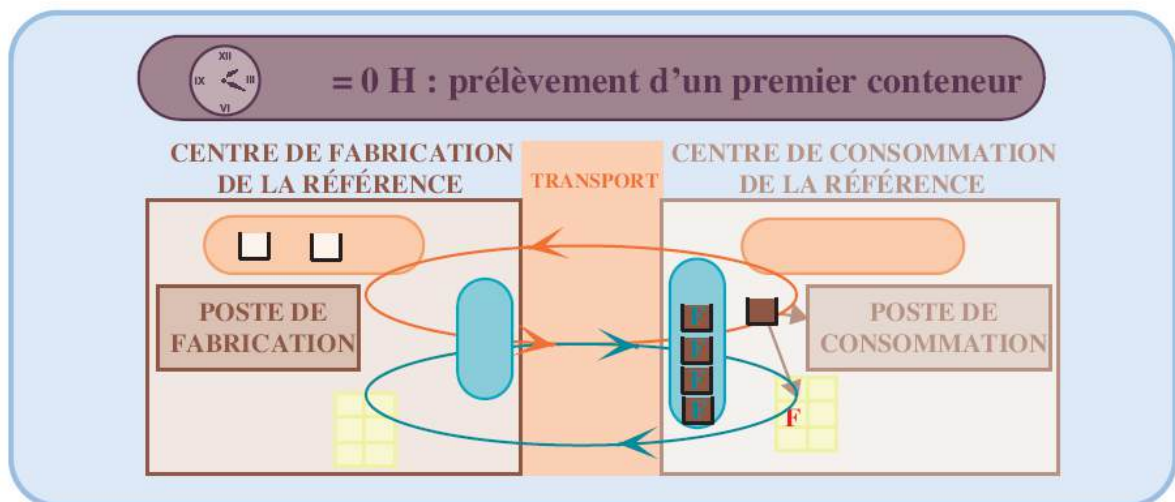 XII
IX III
VI
= 0 H : prélèvement d’un premier conteneur
CENTRE DE FABRICATION
DE LA RÉFÉRENCE
TRANSPORT
CENTRE DE CONSOMMATION
DE LA RÉFÉRENCE
POSTE DE
FABRICATION
F
F
F
F
POSTE DE
CONSOMMATION
F